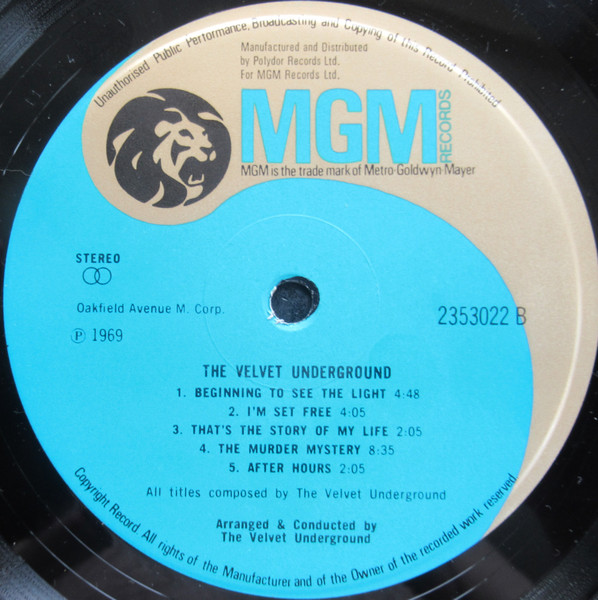 Unauthorised Public Performance, Broadcasting and Copying of this Record Prohibited
Manufactured and Distributed
by Polydor Records Ltd.
For MGM Records Ltd.
MGM
RECORDS
MGM is the trade mark of Metro-Goldwyn-Mayer
STEREO
Oakfield Avenue M. Corp.
Ⓟ 1969
2353022 B
THE VELVET UNDERGROUND
1. BEGINNING TO SEE THE LIGHT 4:48
2. I'M SET FREE 4:05
3. THAT'S THE STORY OF MY LIFE 2:05
4. THE MURDER MYSTERY 8:35
5. AFTER HOURS 2:05
All titles composed by The Velvet Underground
Arranged & Conducted by
The Velvet Underground
Copyright Record. All rights of the Manufacturer and of the Owner of the recorded work reserved